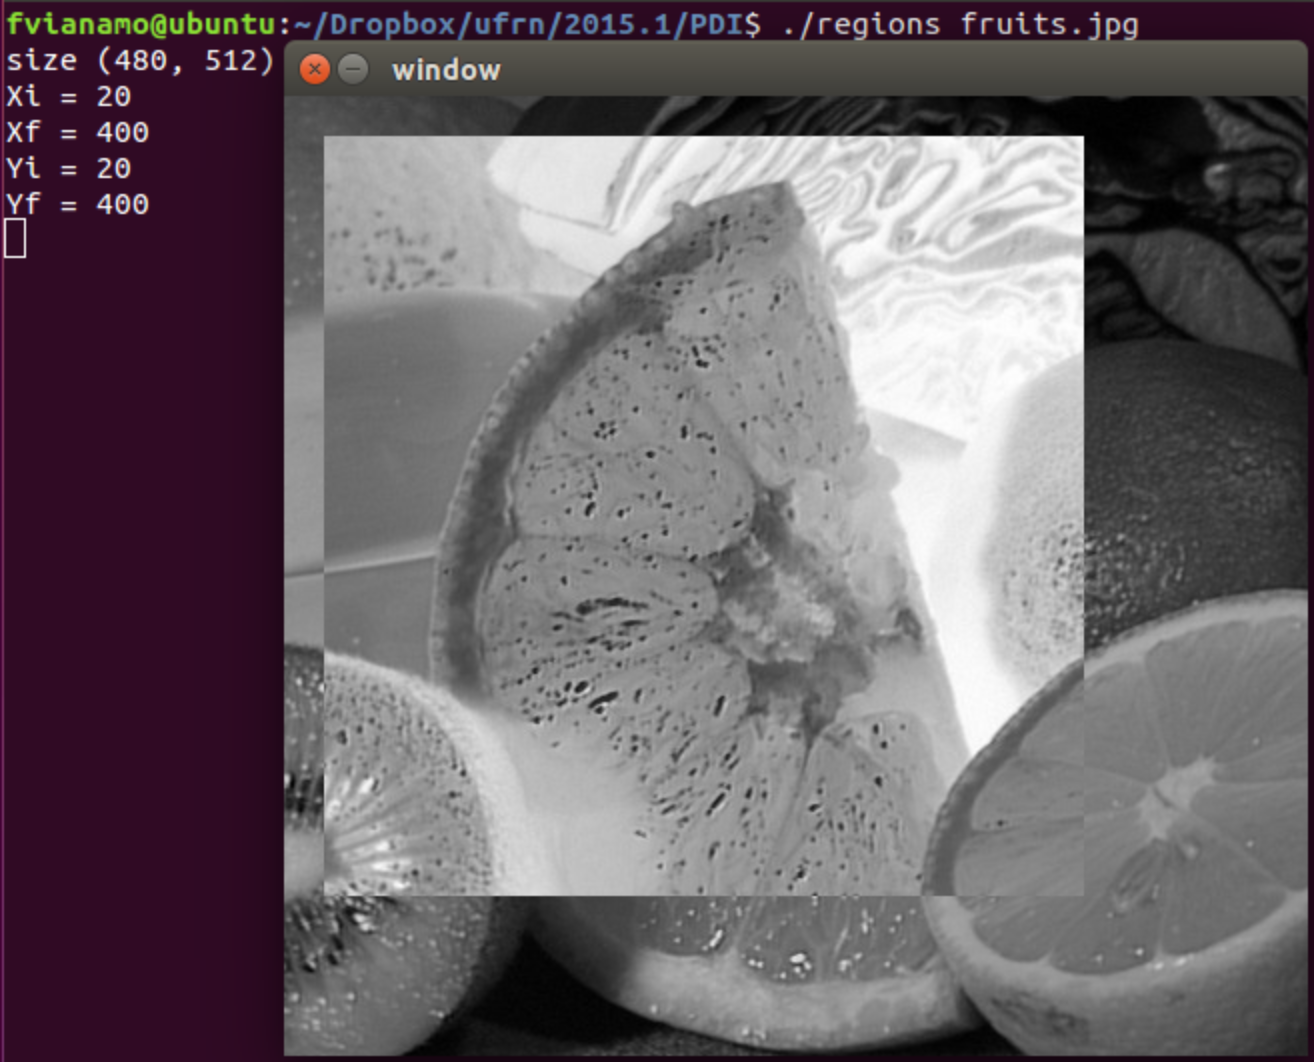 fvianamo@ubuntu:~/Dropbox/ufrn/2015.1/PDI$ ./regions fruits.jpg
size (480, 512)
window
Xi = 20
Xf = 400
Yi = 20
Yf = 400